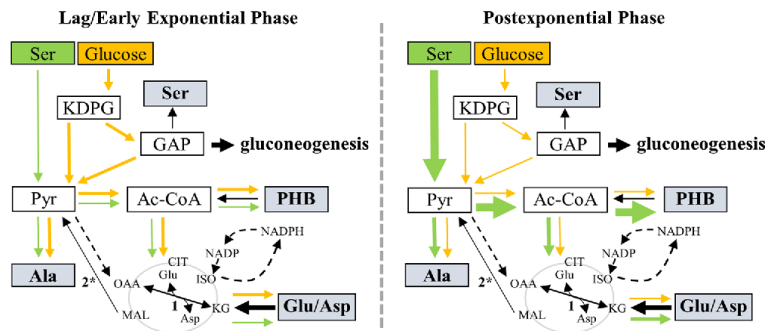 Lag/Early Exponential Phase
Ser
Glucose
KDPG
Ser
GAP
gluconeogenesis
Pyr
Ac-CoA
PHB
NADPH
NADP
CIT
Glu
ISO
OAA
Ala
2*
1
KG
Glu/Asp
MAL
Asp
Postexponential Phase
Ser
Glucose
KDPG
Ser
GAP
gluconeogenesis
Pyr
Ac-CoA
PHB
NADPH
NADP
CIT
Glu
ISO
OAA
Ala
2*
1
KG
Glu/Asp
MAL
Asp